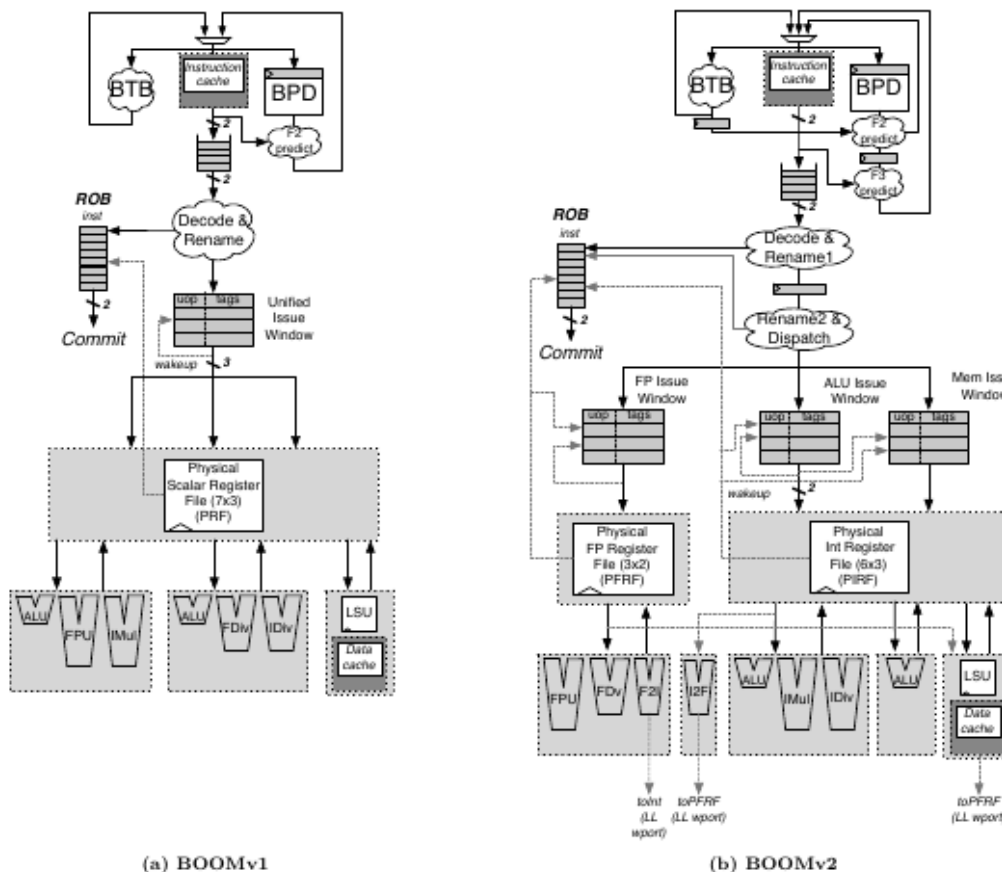 Instruction
cache
BTB
BPD
2
F2
predict
2
ROB
inst
Decode &
Rename
2
Commit
uop tags
Unified
Issue
Window
wakeup
3
Physical
Scalar Register
File (7x3)
(PRF)
ALU
FPU
IMul
ALU
FDiv
IDiv
LSU
Data
cache
(a) BOOMv1
Instruction
cache
BTB
BPD
2
F2
predict
F3
predict
2
ROB
inst
Decode &
Rename1
2
Commit
Rename2 &
Dispatch
FP Issue
Window
ALU Issue
Window
Mem Issu
Window
uop tags
uop tags
uop tags
wakeup
2
Physical
FP Register
File (3x2)
(PFRF)
Physical
Int Register
File (6x3)
(PIRF)
FPU
FDv
F2I
I2F
ALU
IMul
IDiv
ALU
LSU
Data
cache
toInt
(LL
wport)
toPFRF
(LL wport)
toPFRF
(LL wport
(b) BOOMv2